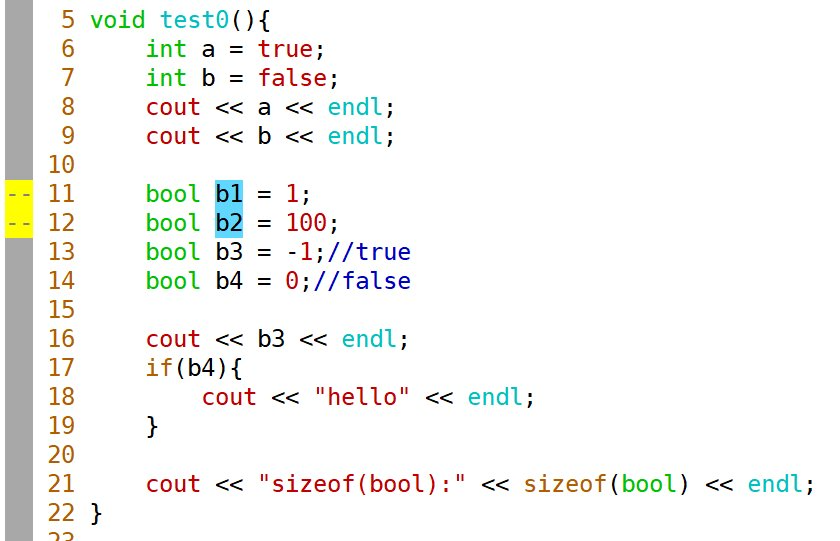 5 void test0(){
6     int a = true;
7     int b = false;
8     cout << a << endl;
9     cout << b << endl;
10
-- 11     bool b1 = 1;
-- 12     bool b2 = 100;
13     bool b3 = -1;//true
14     bool b4 = 0;//false
15
16     cout << b3 << endl;
17     if(b4){
18         cout << "hello" << endl;
19     }
20
21     cout << "sizeof(bool):" << sizeof(bool) << endl;
22 }
23